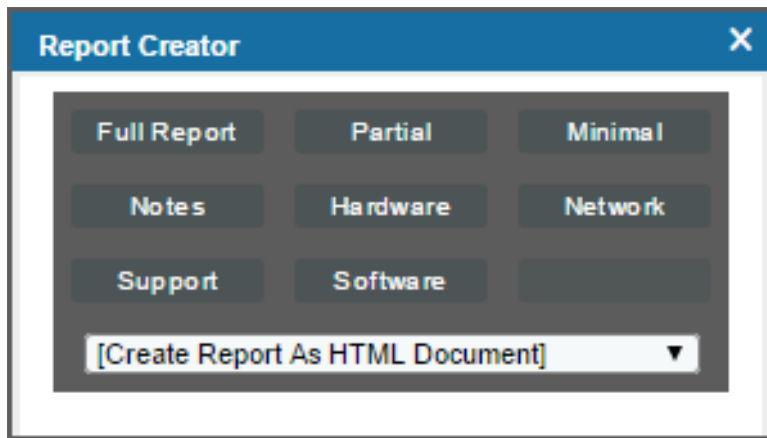 Report Creator
Full Report Partial Minimal
Notes Hardware Network
Support Software
[Create Report As HTML Document]